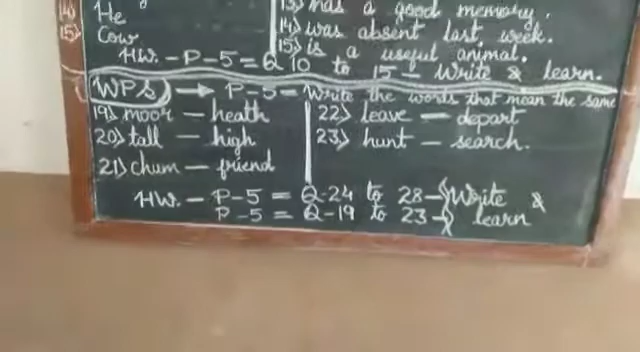 14) He
15) Cow
13) has a good memory.
14) was absent last week.
15) is a useful animal.
HW. - P-5 = Q 10 to 15 - Write & learn.
WPS → P-5 = Write the words that mean the same
19) moor - heath
20) tall - high
21) chum - friend
22) leave - depart
23) hunt - search.
HW. - P-5 = Q-24 to 28 - Write &
P-5 = Q-19 to 23 - learn